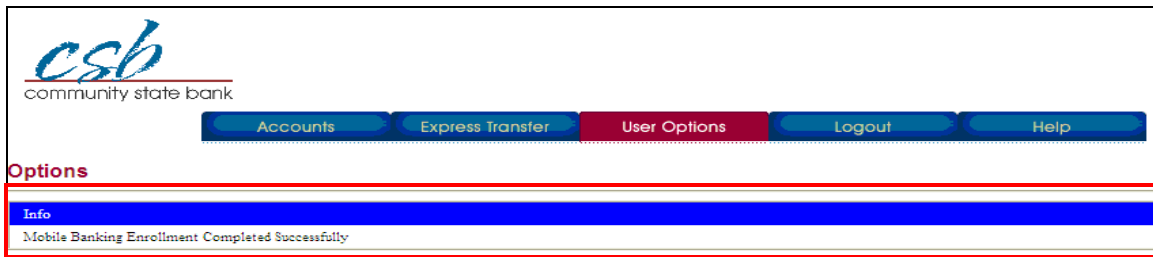 csb
community state bank
Accounts Express Transfer User Options Logout Help
Options
Info
Mobile Banking Enrollment Completed Successfully